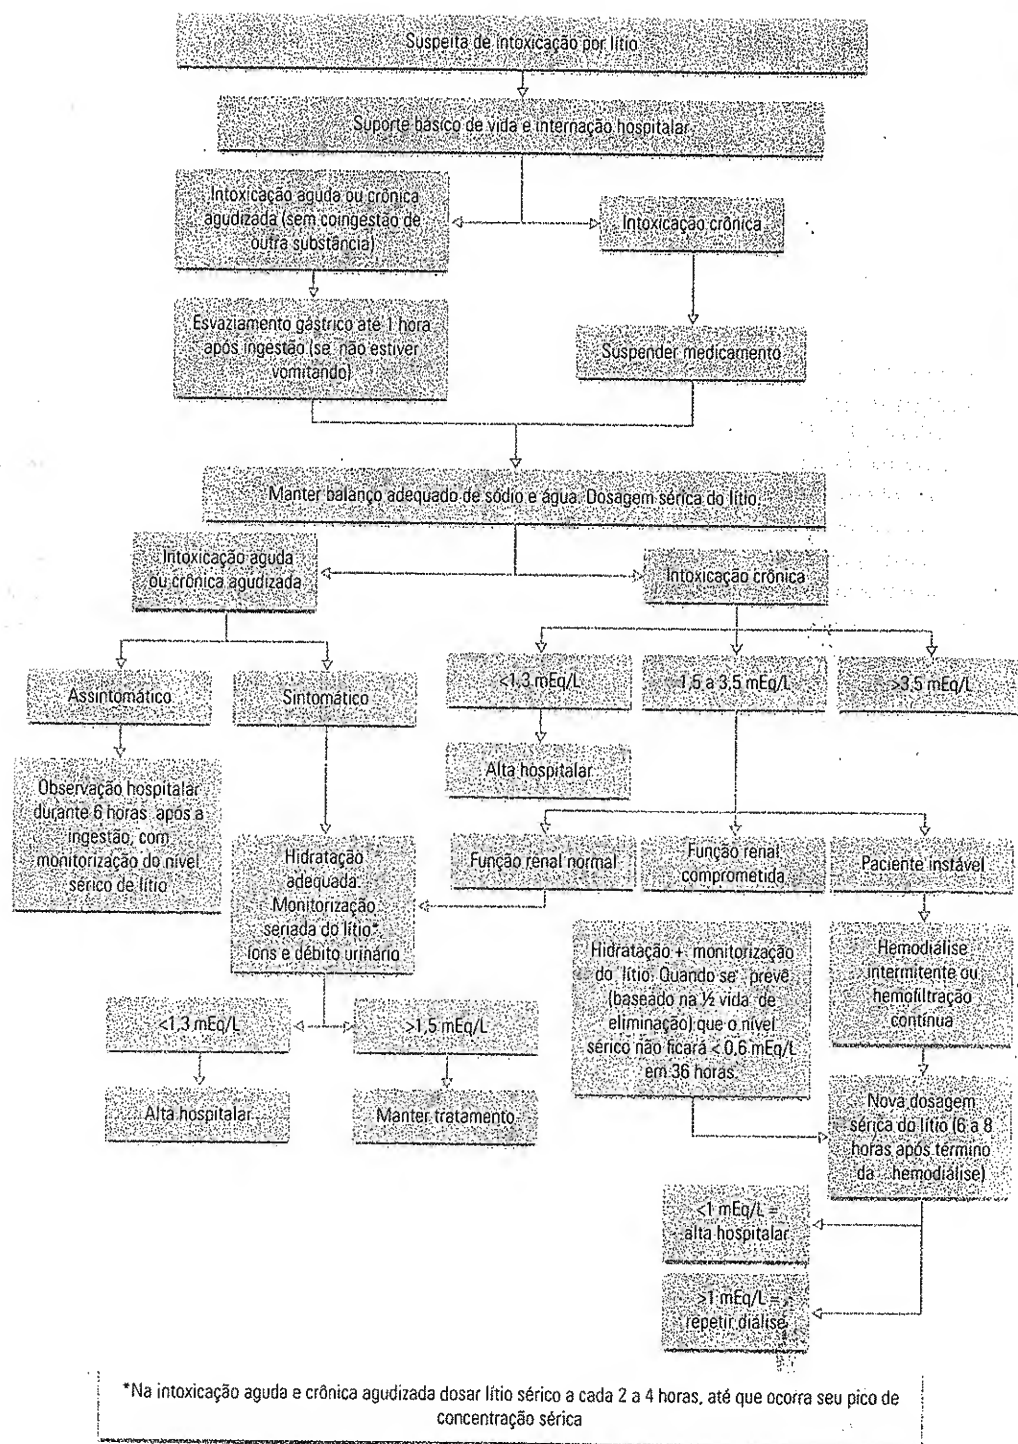 Suspeita de intoxicação por lítio
Suporte básico de vida e internação hospitalar
Intoxicação aguda ou crônica
agudizada (sem coingestão de
outra substância)
Intoxicação crônica
Esvaziamento gástrico até 1 hora
após ingestão (se não estiver
vomitando)
Suspender medicamento
Manter balanço adequado de sódio e água. Dosagem sérica do lítio.
Intoxicação aguda
ou crônica agudizada
Intoxicação crônica
Assintomático
Sintomático
<1,3 mEq/L
1,5 a 3,5 mEq/L
>3,5 mEq/L
Alta hospitalar
Observação hospitalar
durante 6 horas após a
ingestão, com
monitorização do nível
sérico de lítio
Hidratação
adequada.
Monitorização
seriada do lítio*,
íons e débito urinário
Função renal normal
Função renal
comprometida
Paciente instável
Hidratação + monitorização
do lítio. Quando se prevê
(baseado na ½ vida de
eliminação) que o nível
sérico não ficará < 0,6 mEq/L
em 36 horas.
Hemodiálise
intermitente ou
hemofiltração
contínua
<1,3 mEq/L
>1,5 mEq/L
Alta hospitalar
Manter tratamento
Nova dosagem
sérica do lítio (6 a 8
horas após término
da hemodiálise)
<1 mEq/L =
alta hospitalar
>1 mEq/L =
repetir diálise
*Na intoxicação aguda e crônica agudizada dosar lítio sérico a cada 2 a 4 horas, até que ocorra seu pico de
concentração sérica